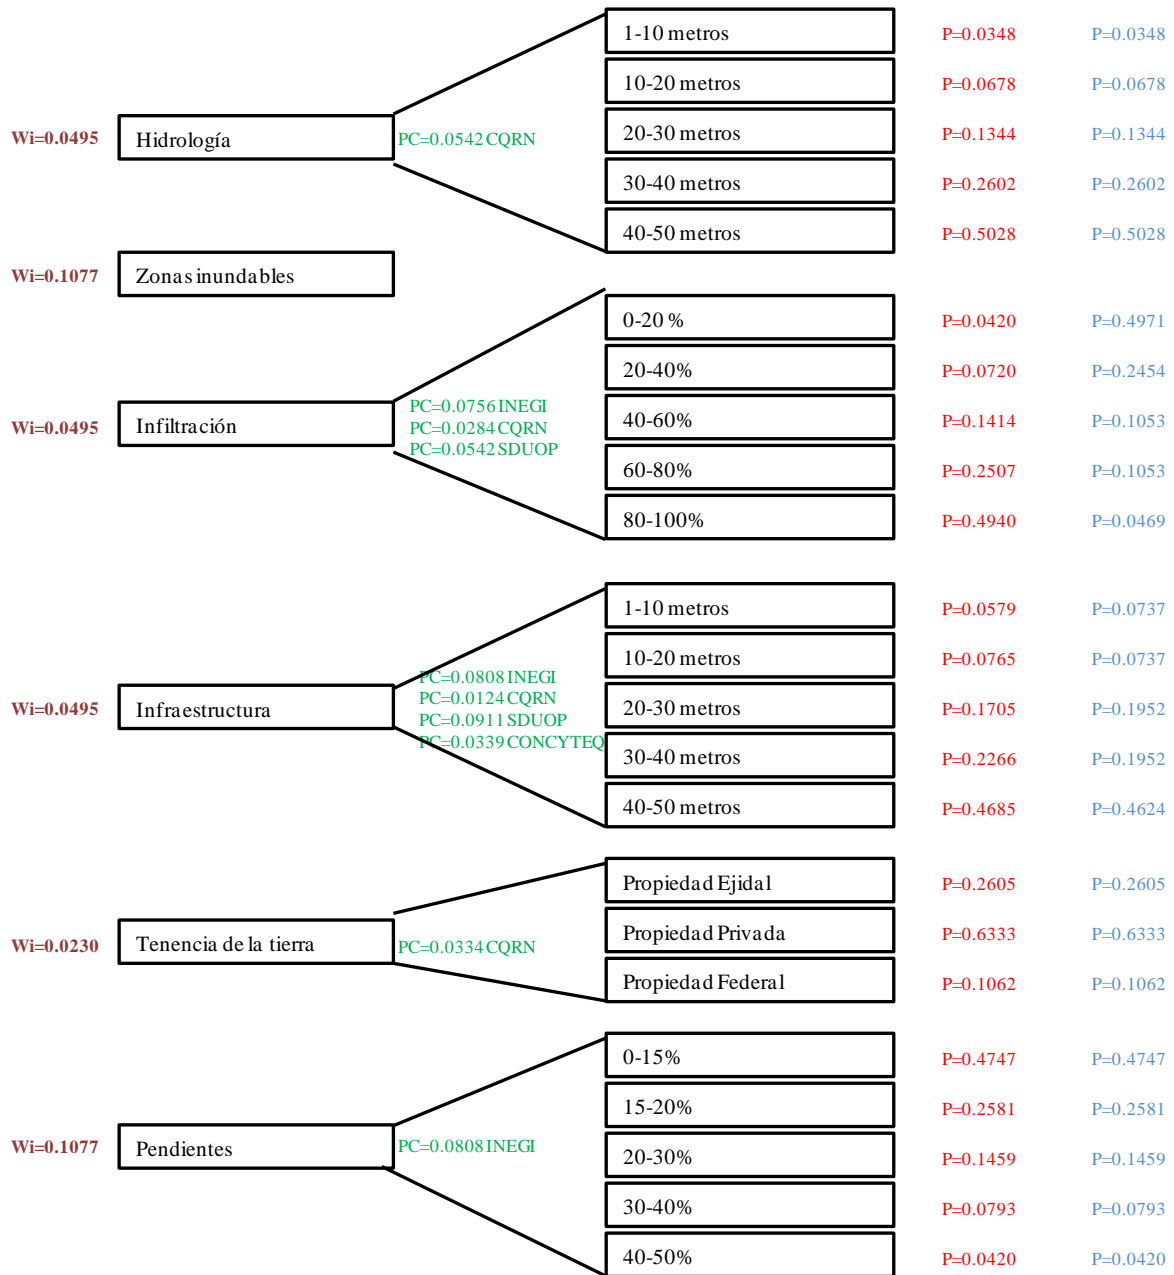 1-10 metros P=0.0348 P=0.0348
10-20 metros P=0.0678 P=0.0678
Wi=0.0495 Hidrología PC=0.0542 CQRN 20-30 metros P=0.1344 P=0.1344
30-40 metros P=0.2602 P=0.2602
40-50 metros P=0.5028 P=0.5028
Wi=0.1077 Zonas inundables
0-20 % P=0.0420 P=0.4971
20-40% P=0.0720 P=0.2454
PC=0.0756 INEGI
Wi=0.0495 Infiltración PC=0.0284 CQRN 40-60% P=0.1414 P=0.1053
PC=0.0542 SDUOP
60-80% P=0.2507 P=0.1053
80-100% P=0.4940 P=0.0469
1-10 metros P=0.0579 P=0.0737
10-20 metros P=0.0765 P=0.0737
PC=0.0808 INEGI
PC=0.0124 CQRN
Wi=0.0495 Infraestructura PC=0.0911 SDUOP 20-30 metros P=0.1705 P=0.1952
PC=0.0339 CONCYTEQ
30-40 metros P=0.2266 P=0.1952
40-50 metros P=0.4685 P=0.4624
Propiedad Ejidal P=0.2605 P=0.2605
Wi=0.0230 Tenencia de la tierra PC=0.0334 CQRN Propiedad Privada P=0.6333 P=0.6333
Propiedad Federal P=0.1062 P=0.1062
0-15% P=0.4747 P=0.4747
15-20% P=0.2581 P=0.2581
Wi=0.1077 Pendientes PC=0.0808 INEGI 20-30% P=0.1459 P=0.1459
30-40% P=0.0793 P=0.0793
40-50% P=0.0420 P=0.0420